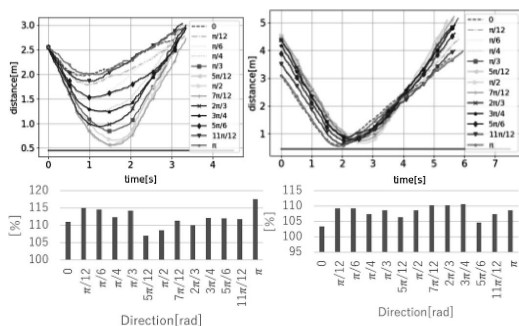 3.0
2.5
2.0
1.5
1.0
0.5
distance[m]
0
1
2
3
4
time[s]
0
π/12
π/6
π/4
π/3
5π/12
π/2
7π/12
2π/3
3π/4
5π/6
11π/12
π
5
4
3
2
1
distance[m]
0
1
2
3
4
5
6
7
time[s]
0
π/12
π/6
π/4
π/3
5π/12
π/2
7π/12
2π/3
3π/4
5π/6
11π/12
π
120
115
110
105
100
[%]
0
π/12
π/6
π/4
π/3
5π/12
π/2
7π/12
2π/3
3π/4
5π/6
11π/12
π
Direction[rad]
115
110
105
100
95
[%]
0
π/12
π/6
π/4
π/3
5π/12
π/2
7π/12
2π/3
3π/4
5π/6
11π/12
π
Direction[rad]